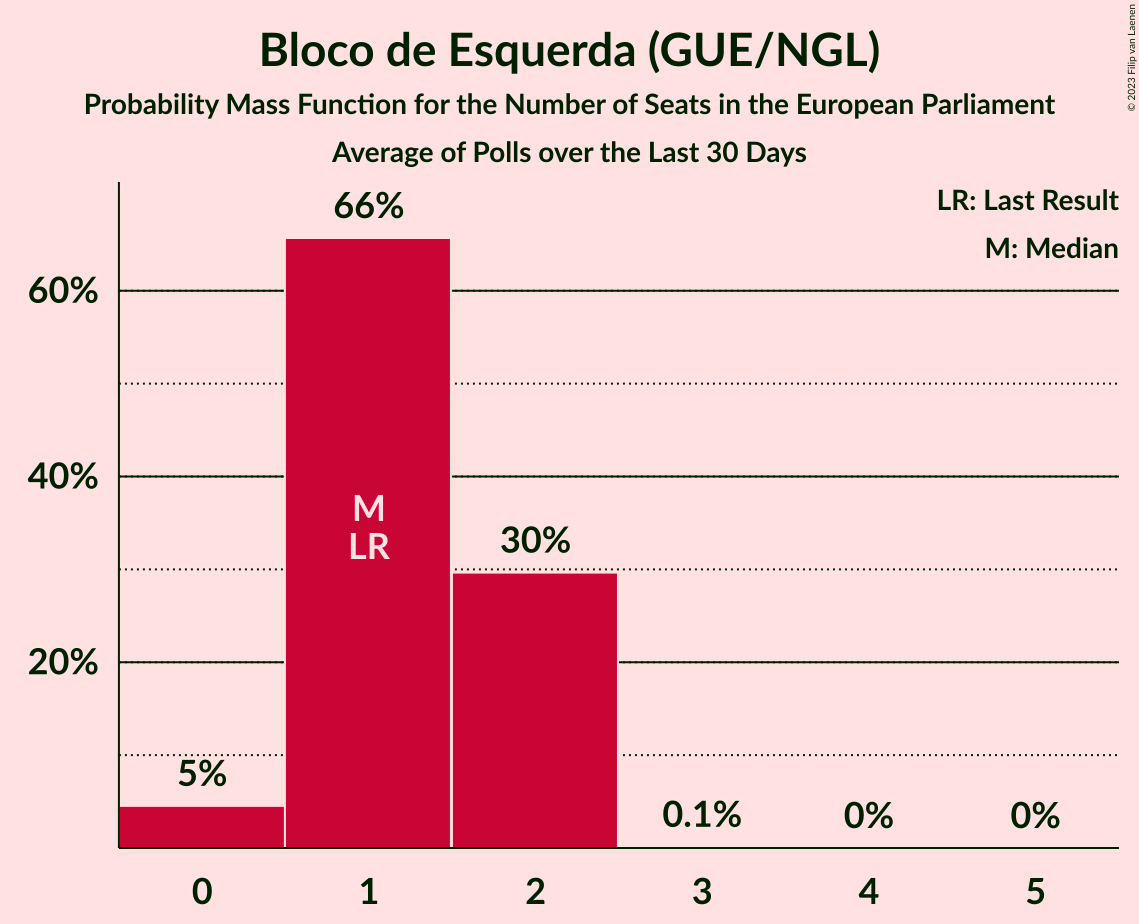 Bloco de Esquerda (GUE/NGL)
Probability Mass Function for the Number of Seats in the European Parliament
Average of Polls over the Last 30 Days
© 2023 Filip van Laenen
LR: Last Result
M: Median
66%
60%
40%
M
LR
30%
20%
5%
0.1%
0%
0%
0
1
2
3
4
5